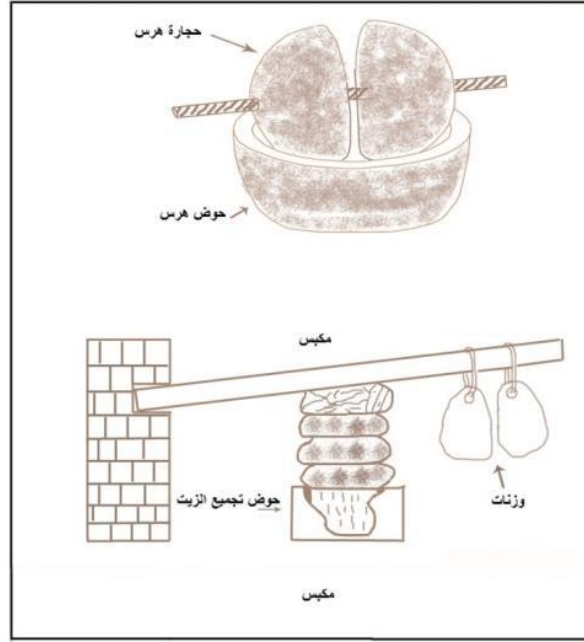 حجارة هرس
حوض هرس
مكبس
وزنات
حوض تجميع الزيت
مكبس